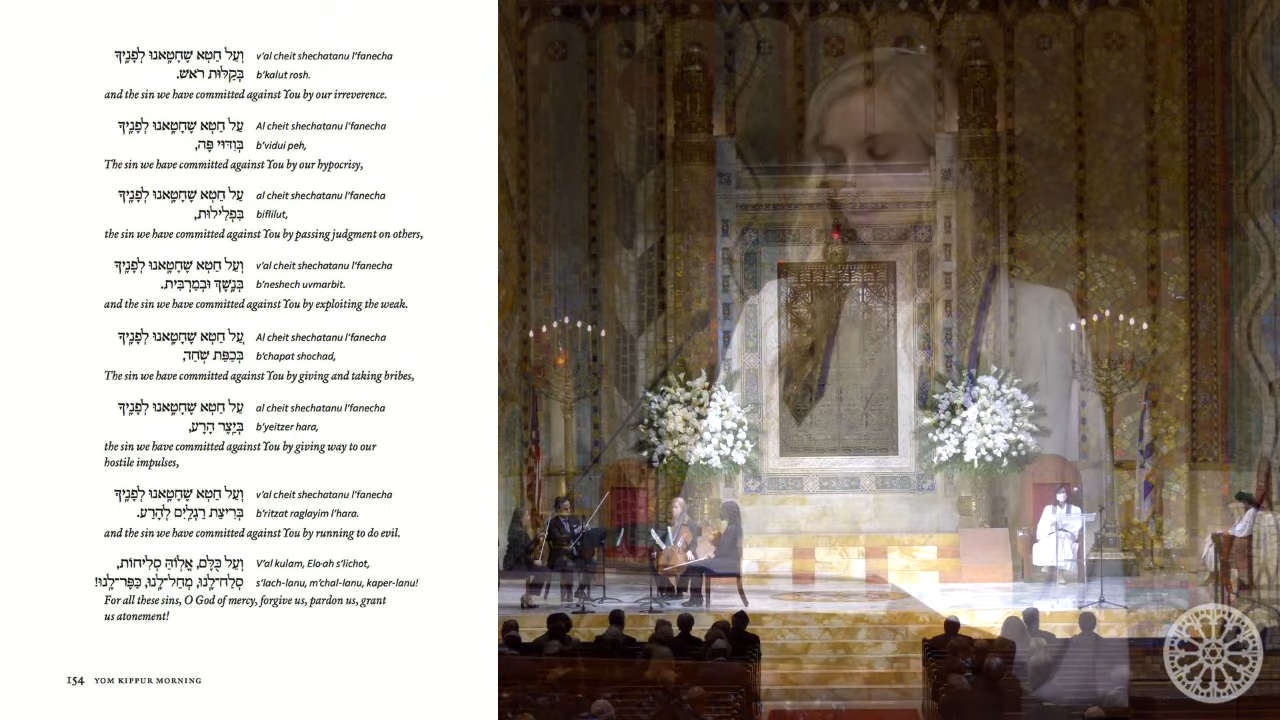 וְעַל חֵטְא שֶׁחָטָֽאנוּ לְפָנֶֽיךָ v’al cheit shechatanu l’fanecha
בְּקַלּוּת רֹאשׁ. b’kalut rosh.
and the sin we have committed against You by our irreverence.
עַל חֵטְא שֶׁחָטָֽאנוּ לְפָנֶֽיךָ Al cheit shechatanu l’fanecha
בְּוִדּוּי פֶּה, b’vidui peh,
The sin we have committed against You by our hypocrisy,
עַל חֵטְא שֶׁחָטָֽאנוּ לְפָנֶֽיךָ al cheit shechatanu l’fanecha
בִּפְלִילוּת, biflilut,
the sin we have committed against You by passing judgment on others,
וְעַל חֵטְא שֶׁחָטָֽאנוּ לְפָנֶֽיךָ v’al cheit shechatanu l’fanecha
בְּנֶֽשֶׁךְ וּבְמַרְבִּית. b’neshech uvmarbit.
and the sin we have committed against You by exploiting the weak.
עַל חֵטְא שֶׁחָטָֽאנוּ לְפָנֶֽיךָ Al cheit shechatanu l’fanecha
בְּכַפַּת שֹֽׁחַד, b’chapat shochad,
The sin we have committed against You by giving and taking bribes,
עַל חֵטְא שֶׁחָטָֽאנוּ לְפָנֶֽיךָ al cheit shechatanu l’fanecha
בְּיֵֽצֶר הָרָע, b’yeitzer hara,
the sin we have committed against You by giving way to our
hostile impulses,
וְעַל חֵטְא שֶׁחָטָֽאנוּ לְפָנֶֽיךָ v’al cheit shechatanu l’fanecha
בְּרִיצַת רַגְלַֽיִם לְהָרַע. b’ritzat raglayim l’hara.
and the sin we have committed against You by running to do evil.
וְעַל כֻּלָּם, אֱלֽוֹהַּ סְלִיחוֹת, V’al kulam, Elo·ah s’lichot,
סְלַח־לָֽנוּ, מְחַל־לָֽנוּ, כַּפֶּר־לָֽנוּ! s’lach-lanu, m’chal-lanu, kaper-lanu!
For all these sins, O God of mercy, forgive us, pardon us, grant
us atonement!
154 YOM KIPPUR MORNING